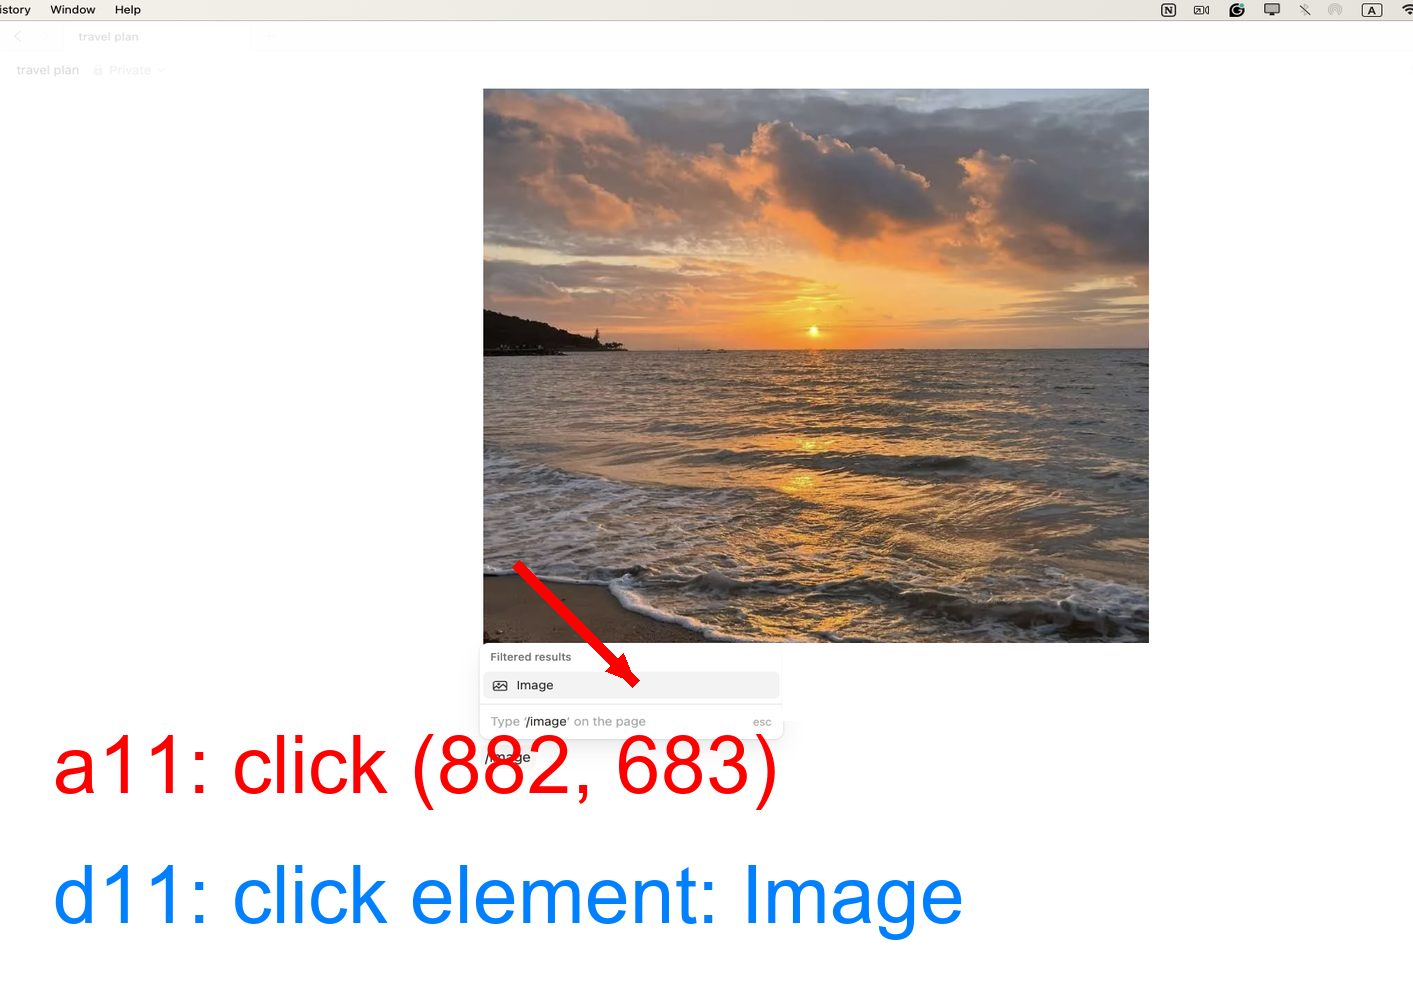 istory Window Help
A
travel plan
travel plan Private
Filtered results
Image
Type '/image' on the page esc
/image
a11: click (882, 683)
d11: click element: Image